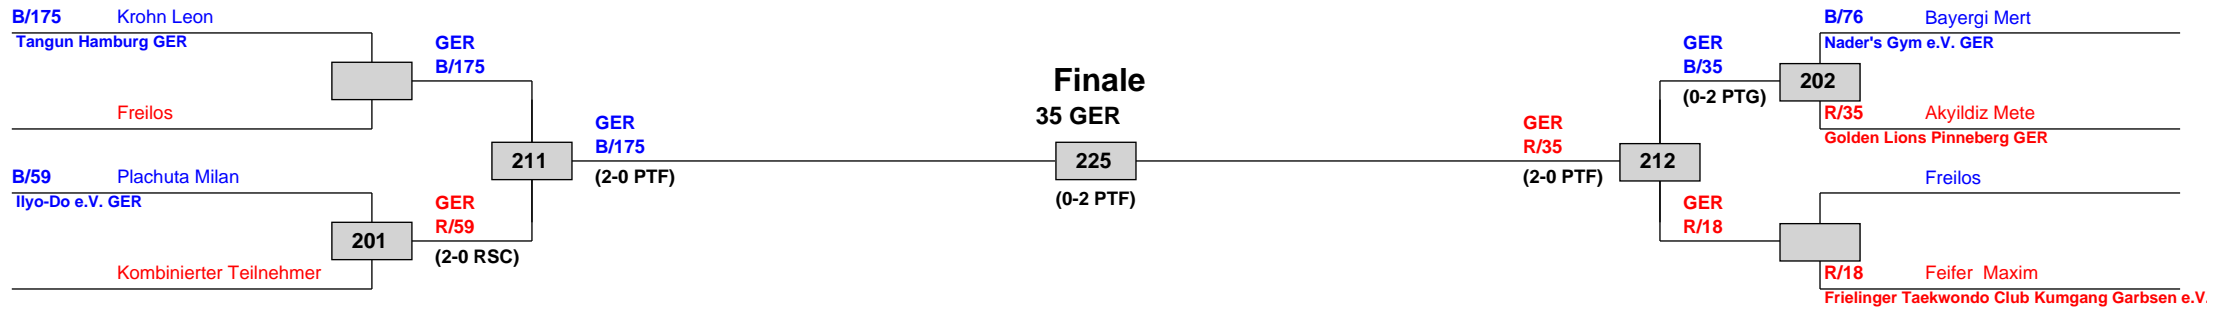 B/175 Krohn Leon
Tangun Hamburg GER
GER
B/175
Freilos
GER
B/175
211
(2-0 PTF)
B/59 Plachuta Milan
Ilyo-Do e.V. GER
GER
R/59
201
(2-0 RSC)
Kombinierter Teilnehmer
Finale
35 GER
225
(0-2 PTF)
B/76 Bayergi Mert
Nader's Gym e.V. GER
GER
B/35
202
(0-2 PTG)
R/35 Akyildiz Mete
Golden Lions Pinneberg GER
GER
R/35
212
(2-0 PTF)
Freilos
GER
R/18
R/18 Feifer Maxim
Frielinger Taekwondo Club Kumgang Garbsen e.V.